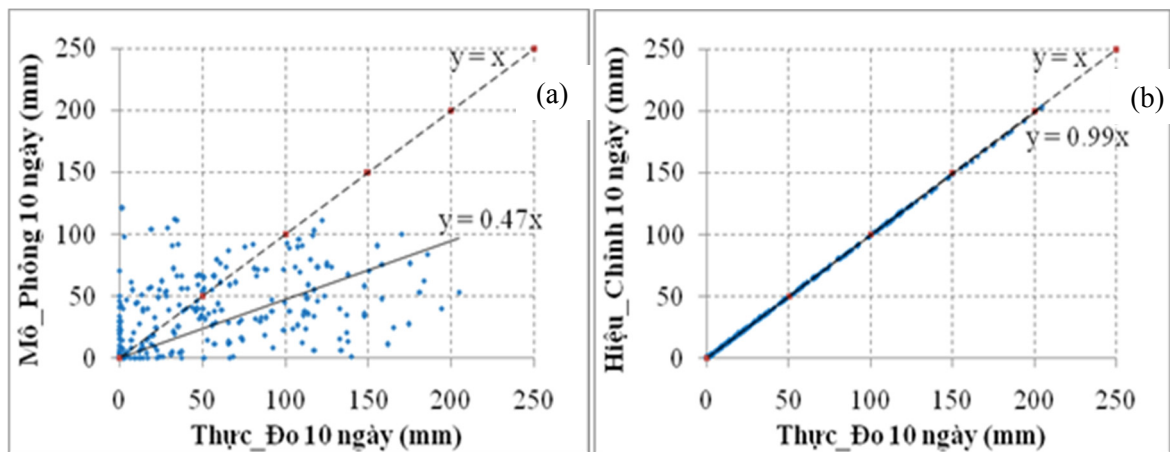 250
200
150
100
50
0
Mô_Phỏng 10 ngày (mm)
y = x
(a)
y = 0.47x
0 50 100 150 200 250
Thực_Đo 10 ngày (mm)
250
200
150
100
50
0
Hiệu_Chỉnh 10 ngày (mm)
y = x
(b)
y = 0.99x
0 50 100 150 200 250
Thực_Đo 10 ngày (mm)